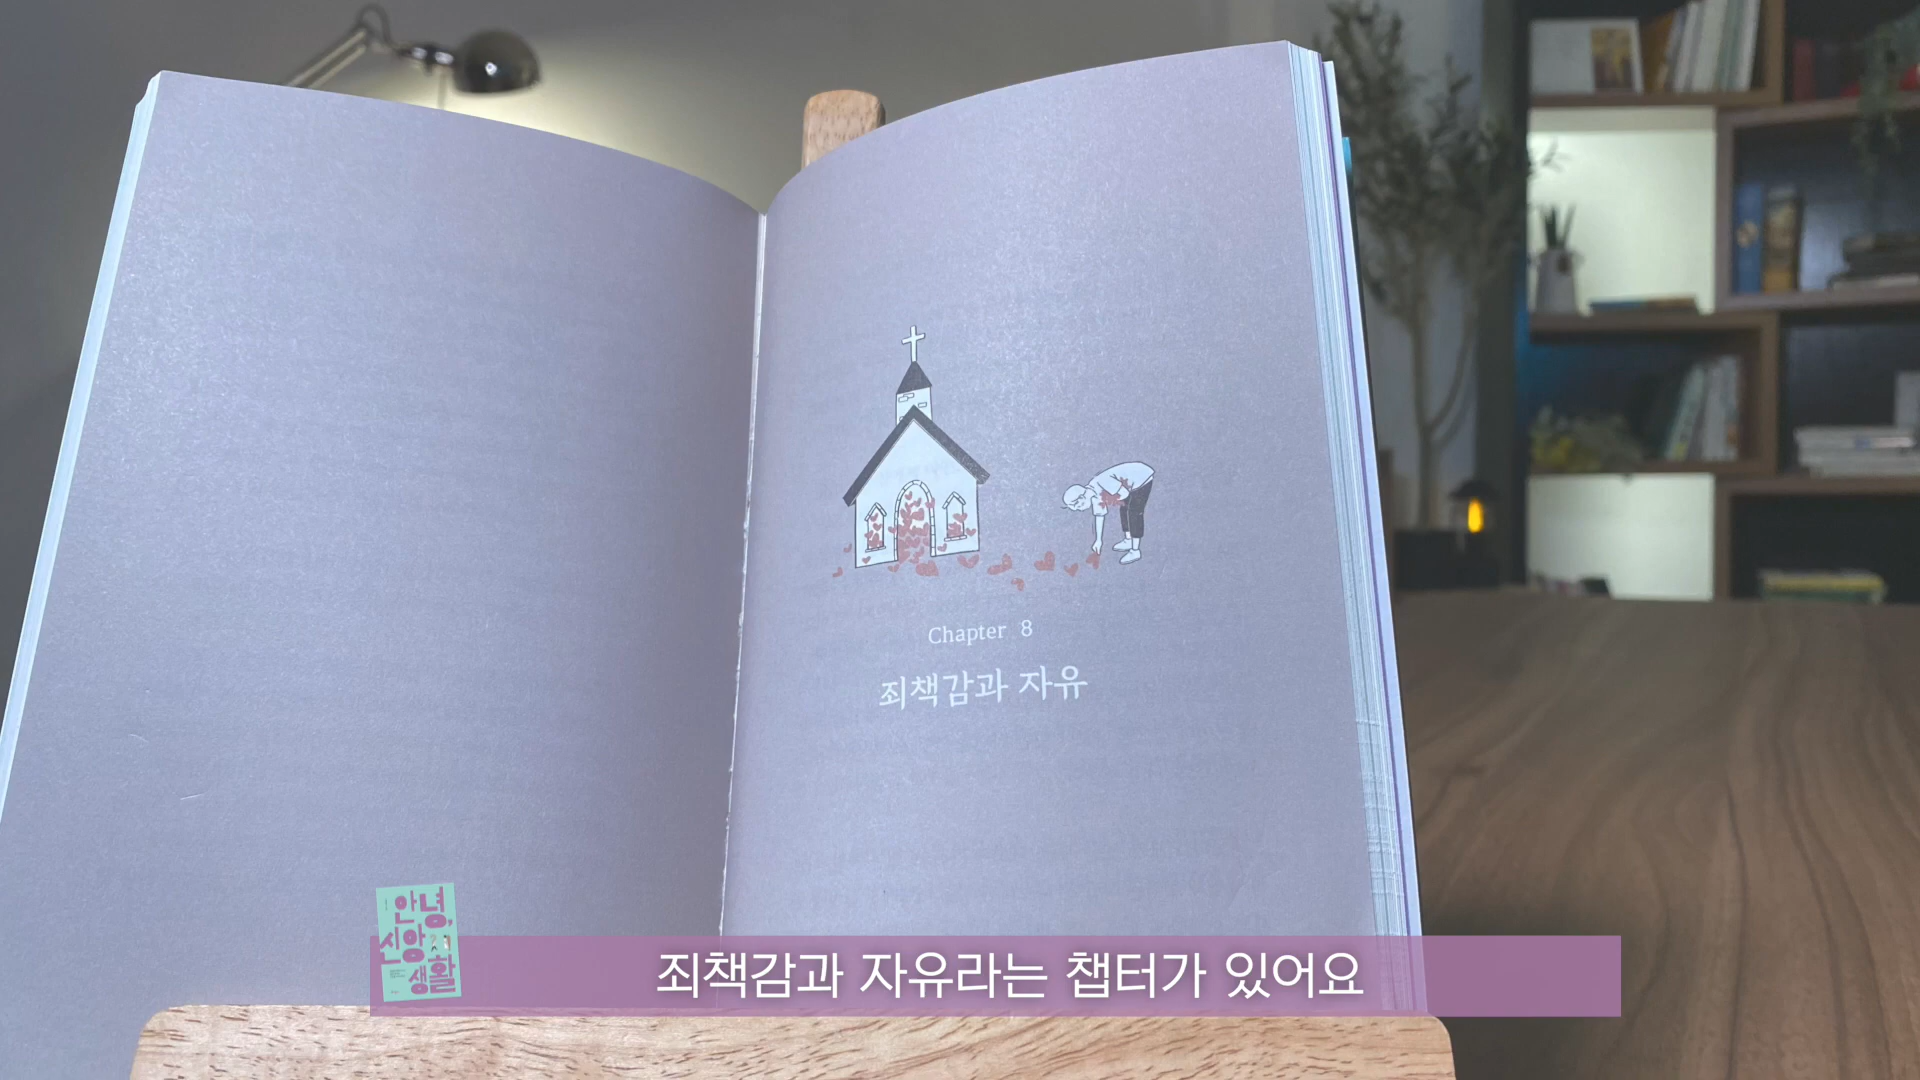 Chapter 8
죄책감과 자유
안녕,
신앙
생활
죄책감과 자유라는 챕터가 있어요